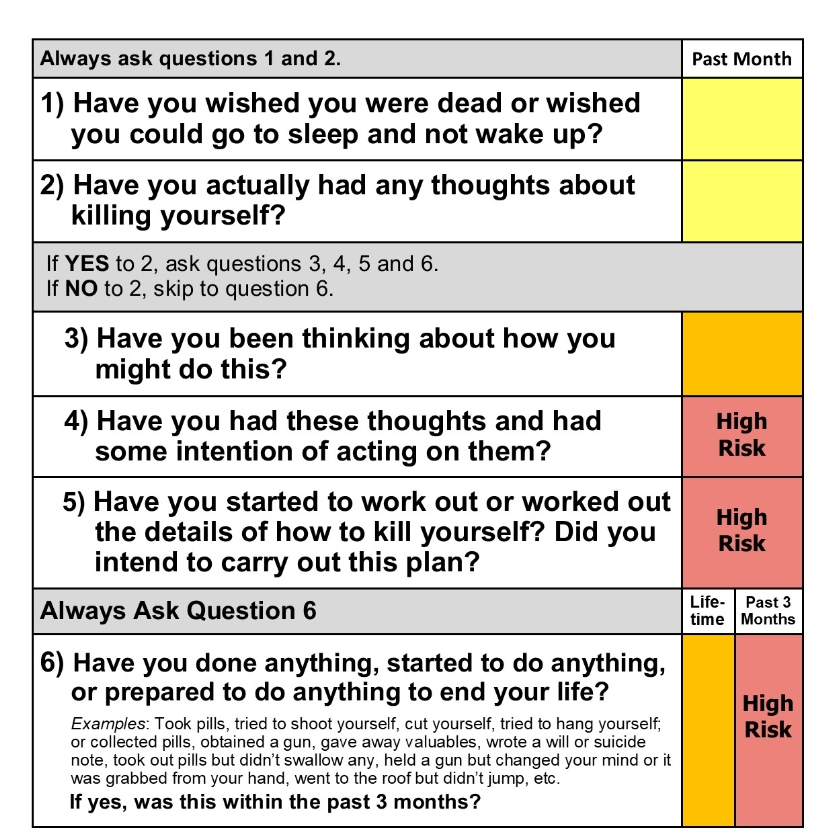 Always ask questions 1 and 2.
Past Month
1) Have you wished you were dead or wished
you could go to sleep and not wake up?
2) Have you actually had any thoughts about
killing yourself?
If YES to 2, ask questions 3, 4, 5 and 6.
If NO to 2, skip to question 6.
3) Have you been thinking about how you
might do this?
4) Have you had these thoughts and had
some intention of acting on them?
High
Risk
5) Have you started to work out or worked out
the details of how to kill yourself? Did you
intend to carry out this plan?
High
Risk
Always Ask Question 6
Life-
time
Past 3
Months
6) Have you done anything, started to do anything,
or prepared to do anything to end your life?
Examples: Took pills, tried to shoot yourself, cut yourself, tried to hang yourself;
or collected pills, obtained a gun, gave away valuables, wrote a will or suicide
note, took out pills but didn’t swallow any, held a gun but changed your mind or it
was grabbed from your hand, went to the roof but didn’t jump, etc.
If yes, was this within the past 3 months?
High
Risk